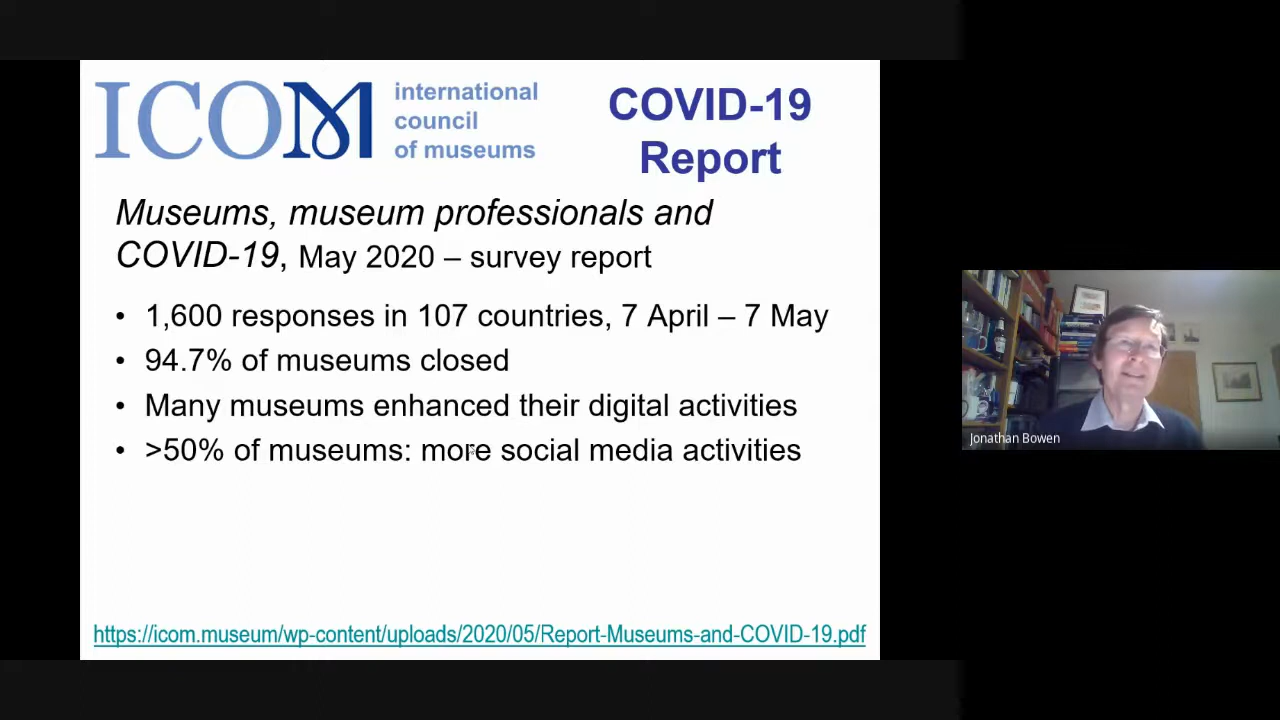 ICOM
international
council
of museums
COVID-19
Report
Museums, museum professionals and
COVID-19, May 2020 – survey report
• 1,600 responses in 107 countries, 7 April – 7 May
• 94.7% of museums closed
• Many museums enhanced their digital activities
• >50% of museums: more social media activities
https://icom.museum/wp-content/uploads/2020/05/Report-Museums-and-COVID-19.pdf
Jonathan Bowen